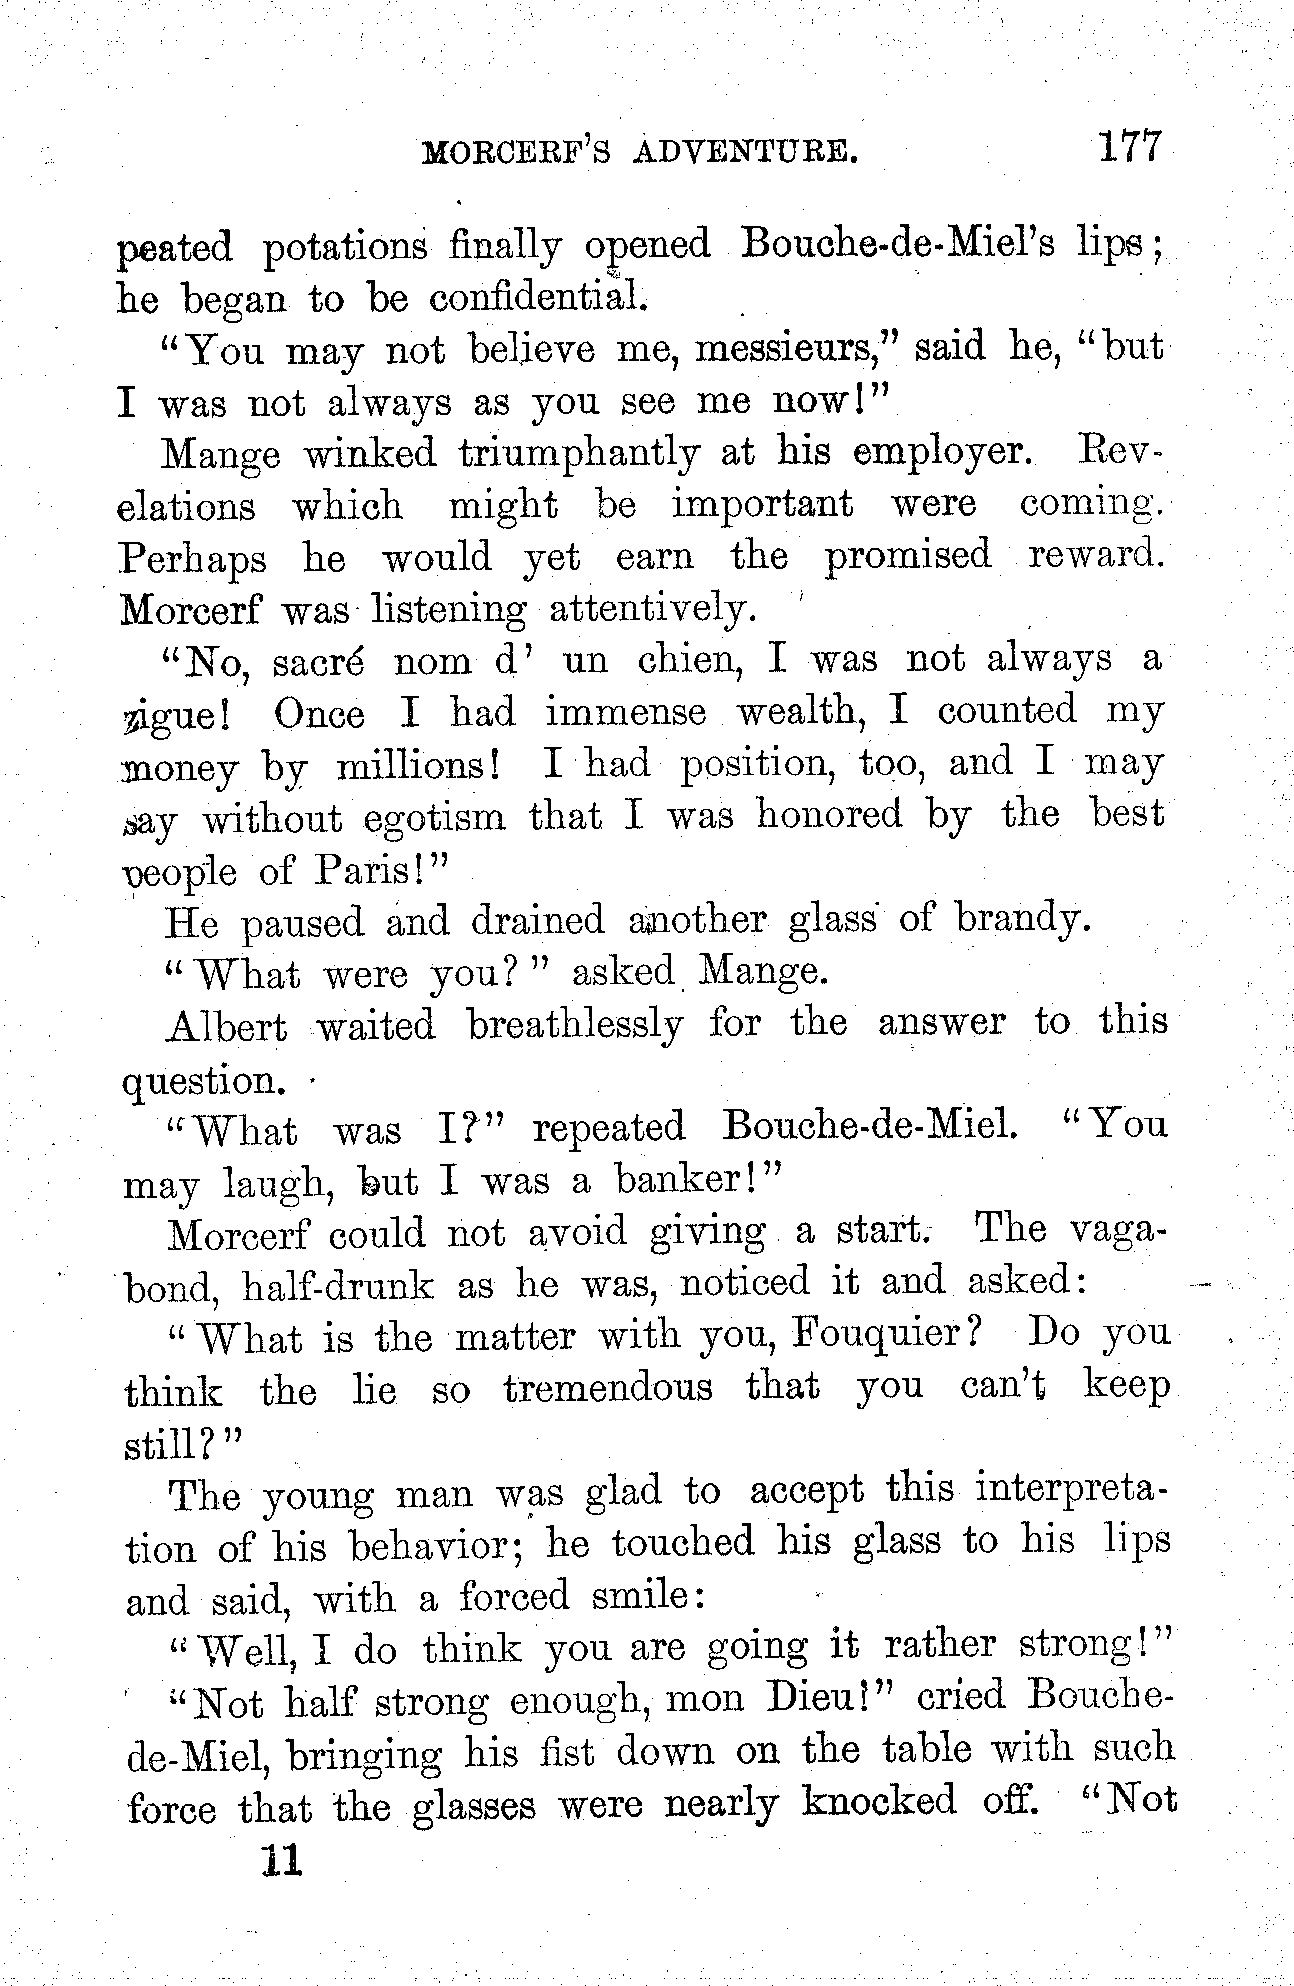 MORCERF'S ADVENTURE. 177
peated potations finally opened Bouche-de-Miel's lips;
he began to be confidential.
"You may not believe me, messieurs," said he, "but
I was not always as you see me now!"
Mange winked triumphantly at his employer. Rev-
elations which might be important were coming.
Perhaps he would yet earn the promised reward.
Morcerf was listening attentively.
"No, sacré nom d' un chien, I was not always a
zigue! Once I had immense wealth, I counted my
money by millions! I had position, too, and I may
say without egotism that I was honored by the best
people of Paris!"
He paused and drained another glass of brandy.
"What were you?" asked Mange.
Albert waited breathlessly for the answer to this
question.
"What was I?" repeated Bouche-de-Miel. "You
may laugh, but I was a banker!"
Morcerf could not avoid giving a start. The vaga-
bond, half-drunk as he was, noticed it and asked:
"What is the matter with you, Fouquier? Do you
think the lie so tremendous that you can't keep
still?"
The young man was glad to accept this interpreta-
tion of his behavior; he touched his glass to his lips
and said, with a forced smile:
"Well, I do think you are going it rather strong!"
"Not half strong enough, mon Dieu!" cried Bouche-
de-Miel, bringing his fist down on the table with such
force that the glasses were nearly knocked off. "Not
11